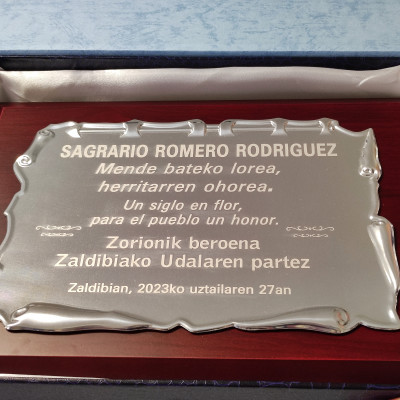 SAGRARIO ROMERO RODRIGUEZ
Mende bateko lorea,
herritarren ohorea.
Un siglo en flor,
para el pueblo un honor.
Zorionik beroena
Zaldibiako Udalaren partez
Zaldibian, 2023ko uztailaren 27an